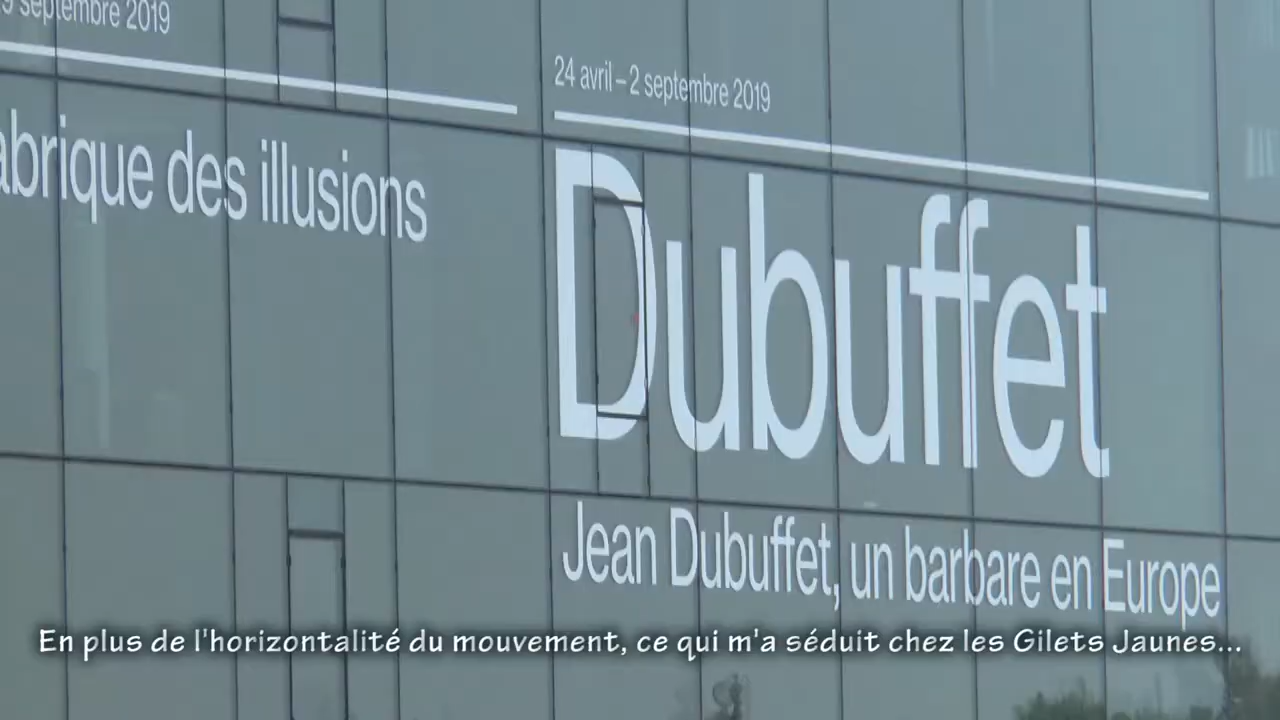 9 septembre 2019
abrique des illusions
24 avril – 2 septembre 2019
Dubuffet
Jean Dubuffet, un barbare en Europe
En plus de l'horizontalité du mouvement, ce qui m'a séduit chez les Gilets Jaunes...